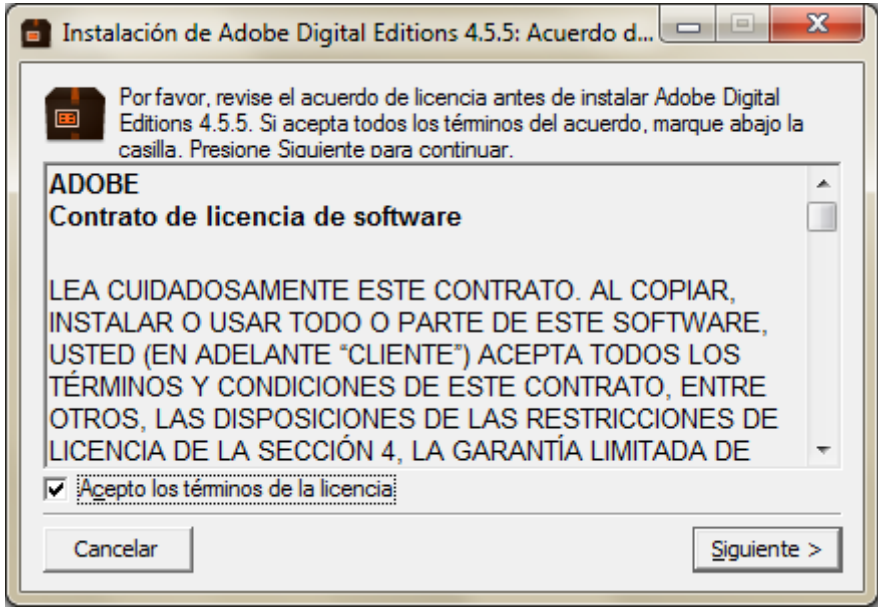 Instalación de Adobe Digital Editions 4.5.5: Acuerdo d...
Por favor, revise el acuerdo de licencia antes de instalar Adobe Digital
Editions 4.5.5. Si acepta todos los términos del acuerdo, marque abajo la
casilla. Presione Siguiente para continuar.
ADOBE
Contrato de licencia de software
LEA CUIDADOSAMENTE ESTE CONTRATO. AL COPIAR,
INSTALAR O USAR TODO O PARTE DE ESTE SOFTWARE,
USTED (EN ADELANTE “CLIENTE”) ACEPTA TODOS LOS
TÉRMINOS Y CONDICIONES DE ESTE CONTRATO, ENTRE
OTROS, LAS DISPOSICIONES DE LAS RESTRICCIONES DE
LICENCIA DE LA SECCIÓN 4, LA GARANTÍA LIMITADA DE
Acepto los términos de la licencia
Cancelar
Siguiente >